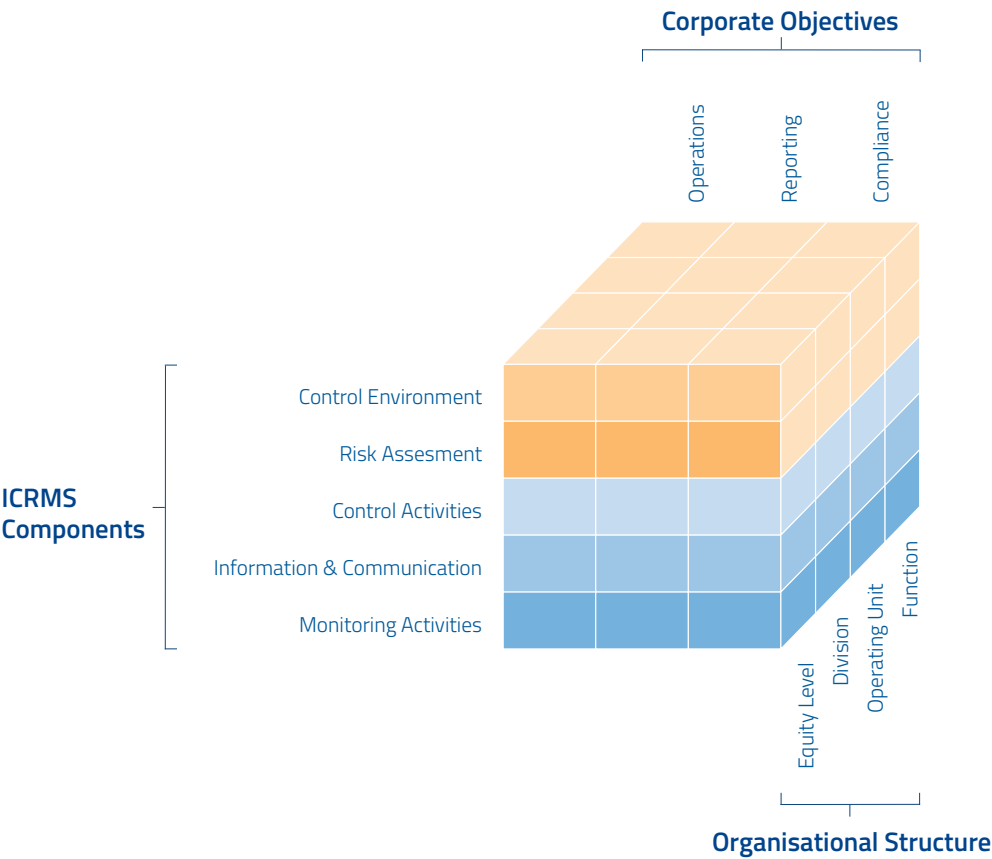 Corporate Objectives
Operations
Reporting
Compliance
ICRMS
Components
Control Environment
Risk Assesment
Control Activities
Information & Communication
Monitoring Activities
Equity Level
Division
Operating Unit
Function
Organisational Structure